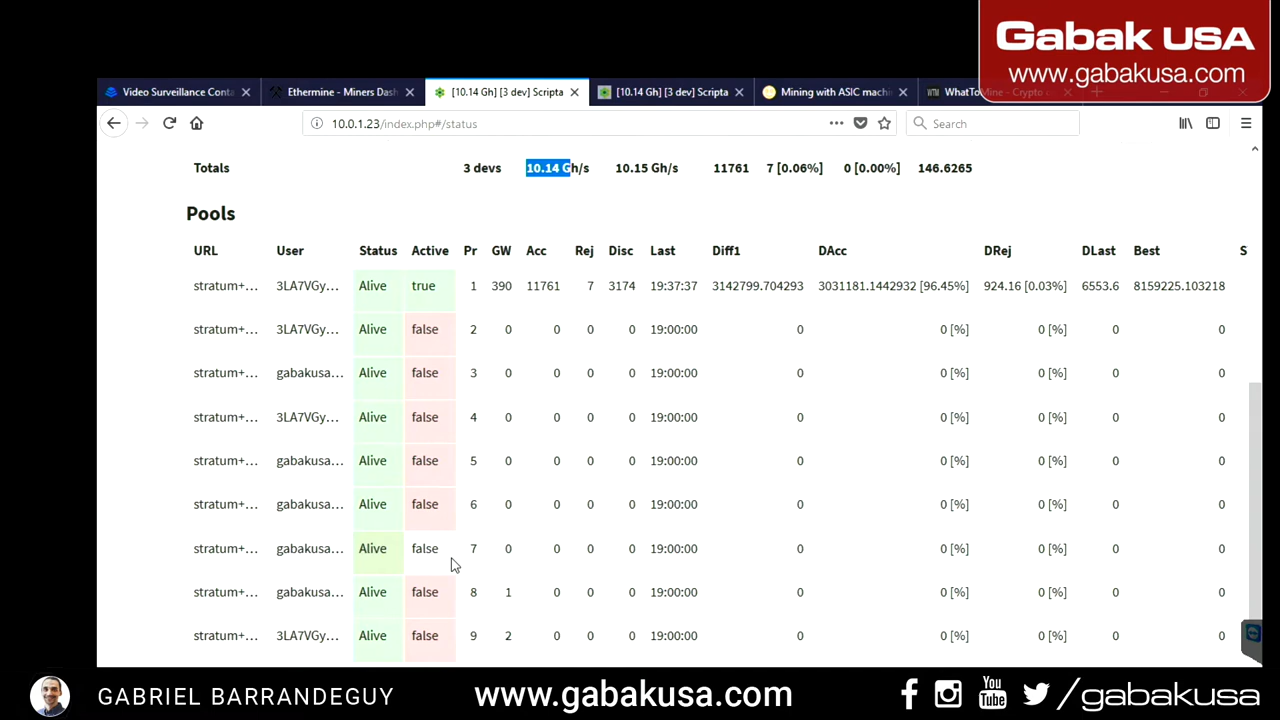 Gabak USA
www.gabakusa.com
Video Surveillance Conta
Ethermine - Miners Dash
[10.14 Gh] [3 dev] Scripta
[10.14 Gh] [3 dev] Scripta
Mining with ASIC machi
WhatToMine - Crypto
10.0.1.23/index.php#/status
Search
Totals 3 devs 10.14 Gh/s 10.15 Gh/s 11761 7 [0.06%] 0 [0.00%] 146.6265
Pools
URL User Status Active Pr GW Acc Rej Disc Last Diff1 DAcc DRej DLast Best S
stratum+... 3LA7VGy... Alive true 1 390 11761 7 3174 19:37:37 3142799.704293 3031181.1442932 [96.45%] 924.16 [0.03%] 6553.6 8159225.103218
stratum+... 3LA7VGy... Alive false 2 0 0 0 0 19:00:00 0 0 [%] 0 [%] 0 0
stratum+... gabakusa... Alive false 3 0 0 0 0 19:00:00 0 0 [%] 0 [%] 0 0
stratum+... 3LA7VGy... Alive false 4 0 0 0 0 19:00:00 0 0 [%] 0 [%] 0 0
stratum+... gabakusa... Alive false 5 0 0 0 0 19:00:00 0 0 [%] 0 [%] 0 0
stratum+... gabakusa... Alive false 6 0 0 0 0 19:00:00 0 0 [%] 0 [%] 0 0
stratum+... gabakusa... Alive false 7 0 0 0 0 19:00:00 0 0 [%] 0 [%] 0 0
stratum+... gabakusa... Alive false 8 1 0 0 0 19:00:00 0 0 [%] 0 [%] 0 0
stratum+... 3LA7VGy... Alive false 9 2 0 0 0 19:00:00 0 0 [%] 0 [%] 0 0
GABRIEL BARRANDEGUY www.gabakusa.com You Tube /gabakusa